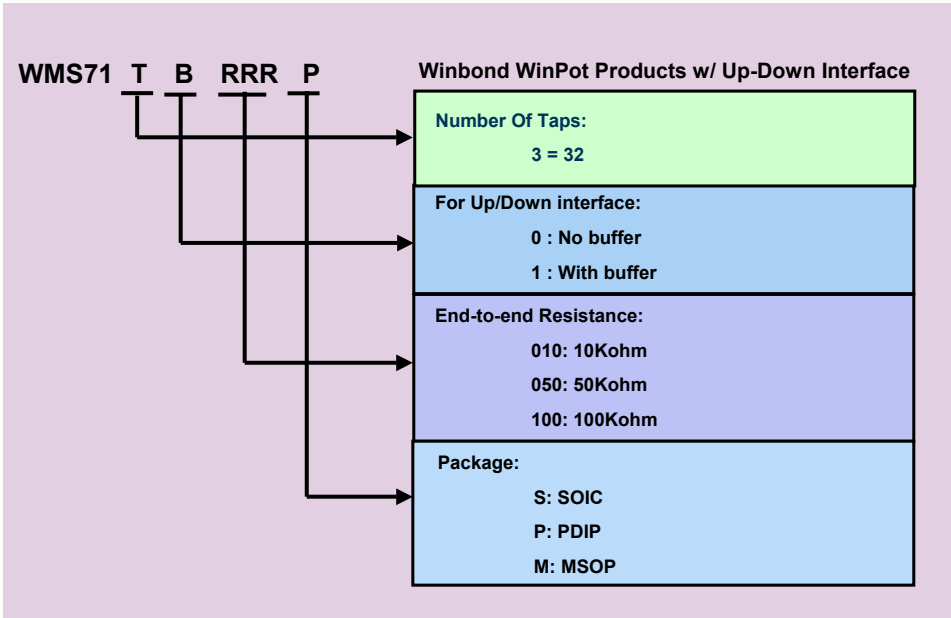 WMS71 T B RRR P
Winbond WinPot Products w/ Up-Down Interface
Number Of Taps:
3 = 32
For Up/Down interface:
0 : No buffer
1 : With buffer
End-to-end Resistance:
010: 10Kohm
050: 50Kohm
100: 100Kohm
Package:
S: SOIC
P: PDIP
M: MSOP